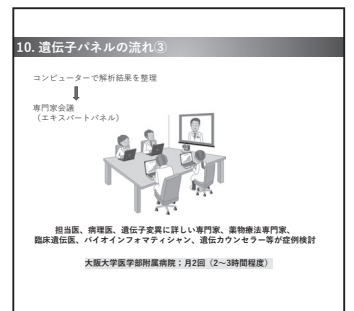 10. 遺伝子パネルの流れ③
コンピューターで解析結果を整理
専門家会議
（エキスパートパネル）
担当医、病理医、遺伝子変異に詳しい専門家、薬物療法専門家、
臨床遺伝医、バイオインフォマティシャン、遺伝カウンセラー等が症例検討
大阪大学医学部附属病院；月2回（2～3時間程度）